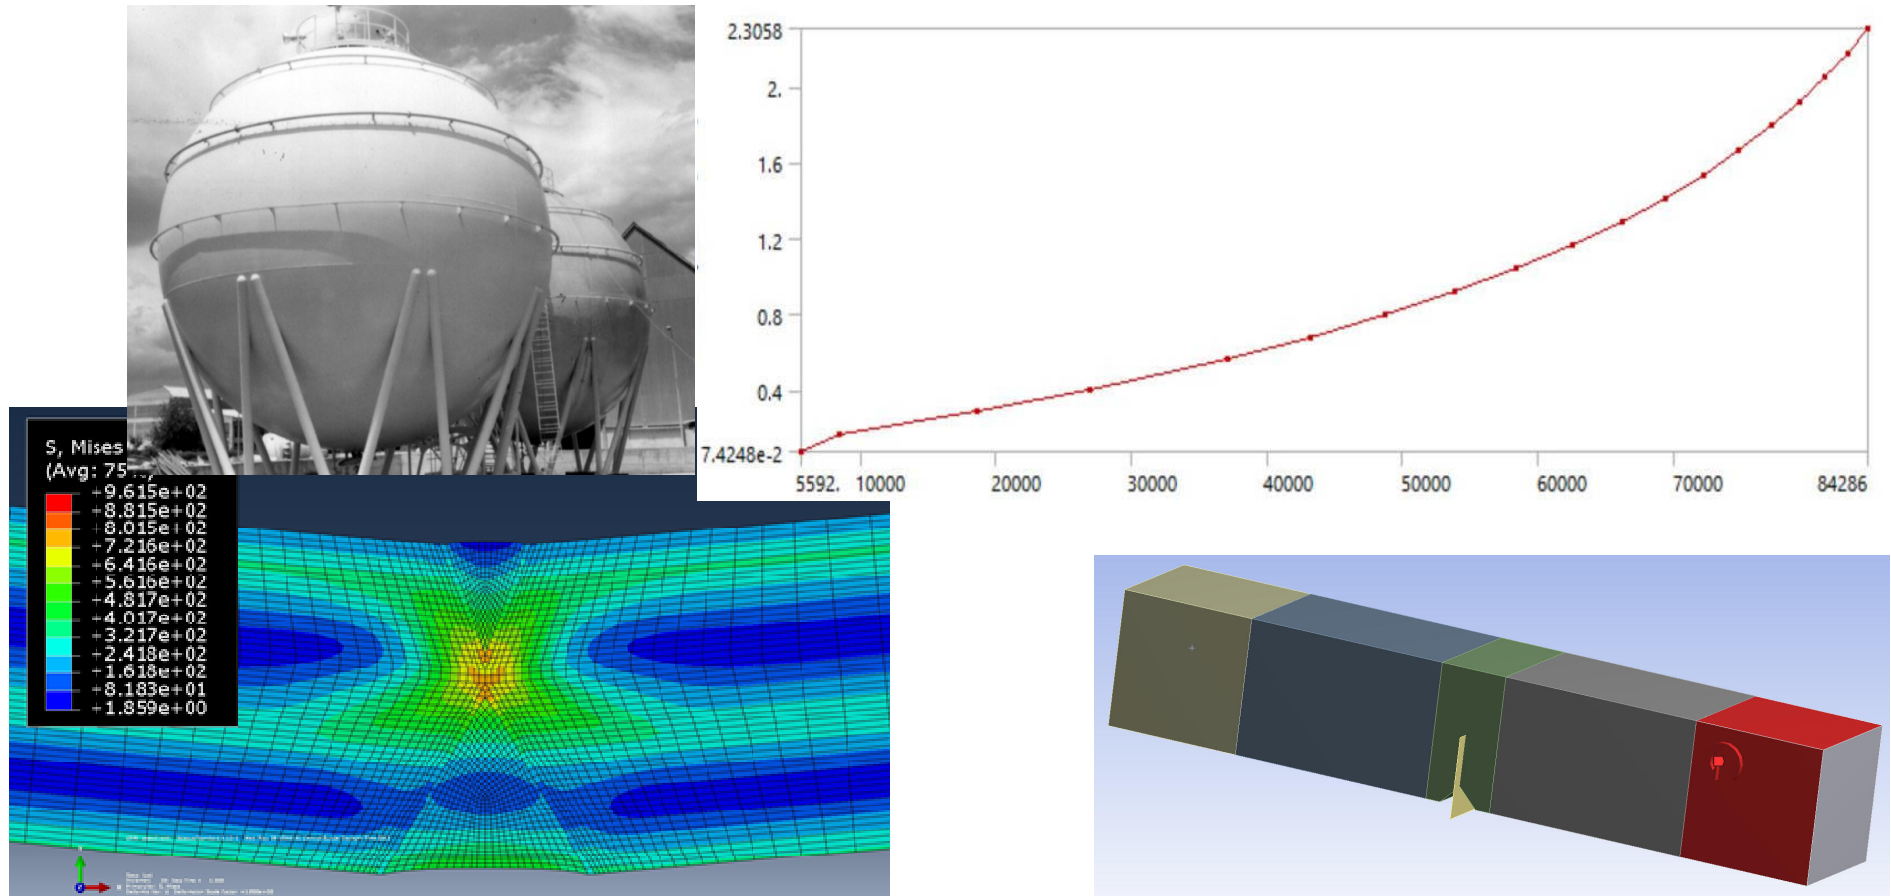 2.3058
2.
1.6
1.2
0.8
0.4
7.4248e-2
5592. 10000 20000 30000 40000 50000 60000 70000 84286
S, Mises
(Avg: 75
+9.615e+02
+8.815e+02
+8.015e+02
+7.216e+02
+6.416e+02
+5.616e+02
+4.817e+02
+4.017e+02
+3.217e+02
+2.418e+02
+1.618e+02
+8.183e+01
+1.859e+00